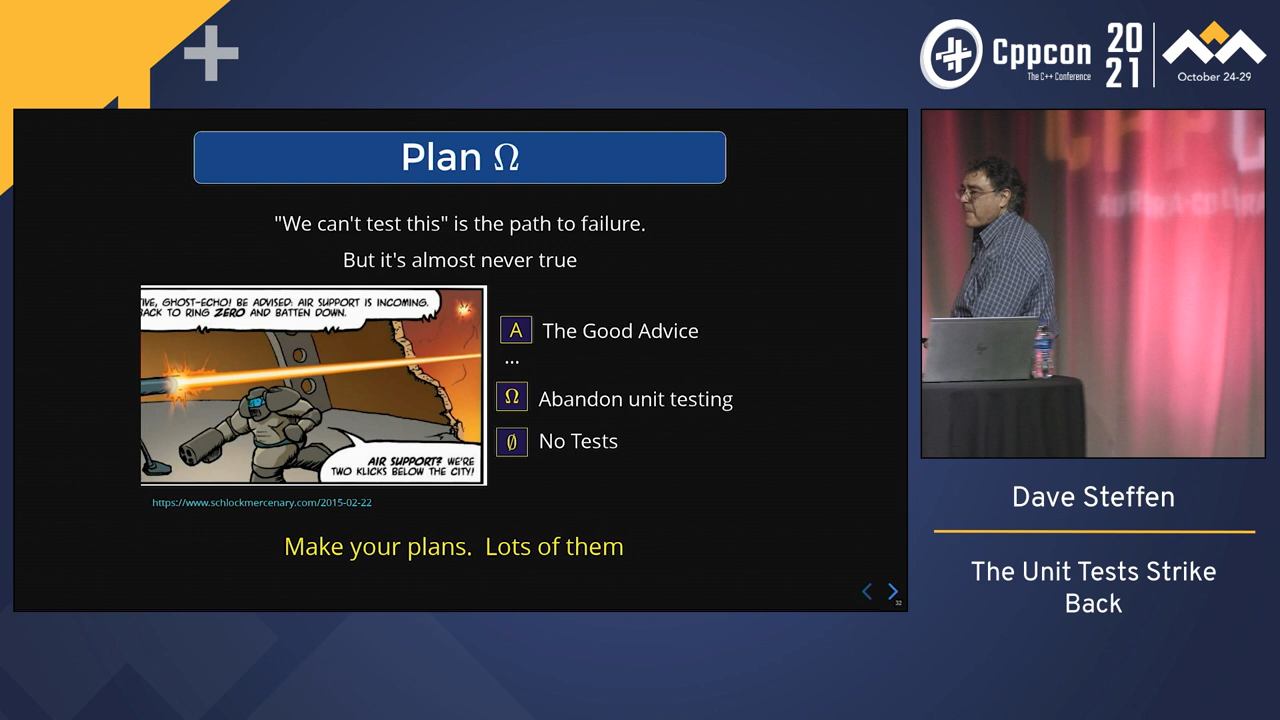 Cppcon
The C++ Conference
20
21
October 24-29
Plan Ω
"We can't test this" is the path to failure.
But it's almost never true
IVE, GHOST-ECHO! BE ADVISED: AIR SUPPORT IS INCOMING.
BACK TO RING ZERO AND BATTEN DOWN.
AIR SUPPORT? WE'RE
TWO KLICKS BELOW THE CITY!
A The Good Advice
...
Ω Abandon unit testing
∅ No Tests
https://www.schlockmercenary.com/2015-02-22
Make your plans. Lots of them
32
Dave Steffen
The Unit Tests Strike
Back